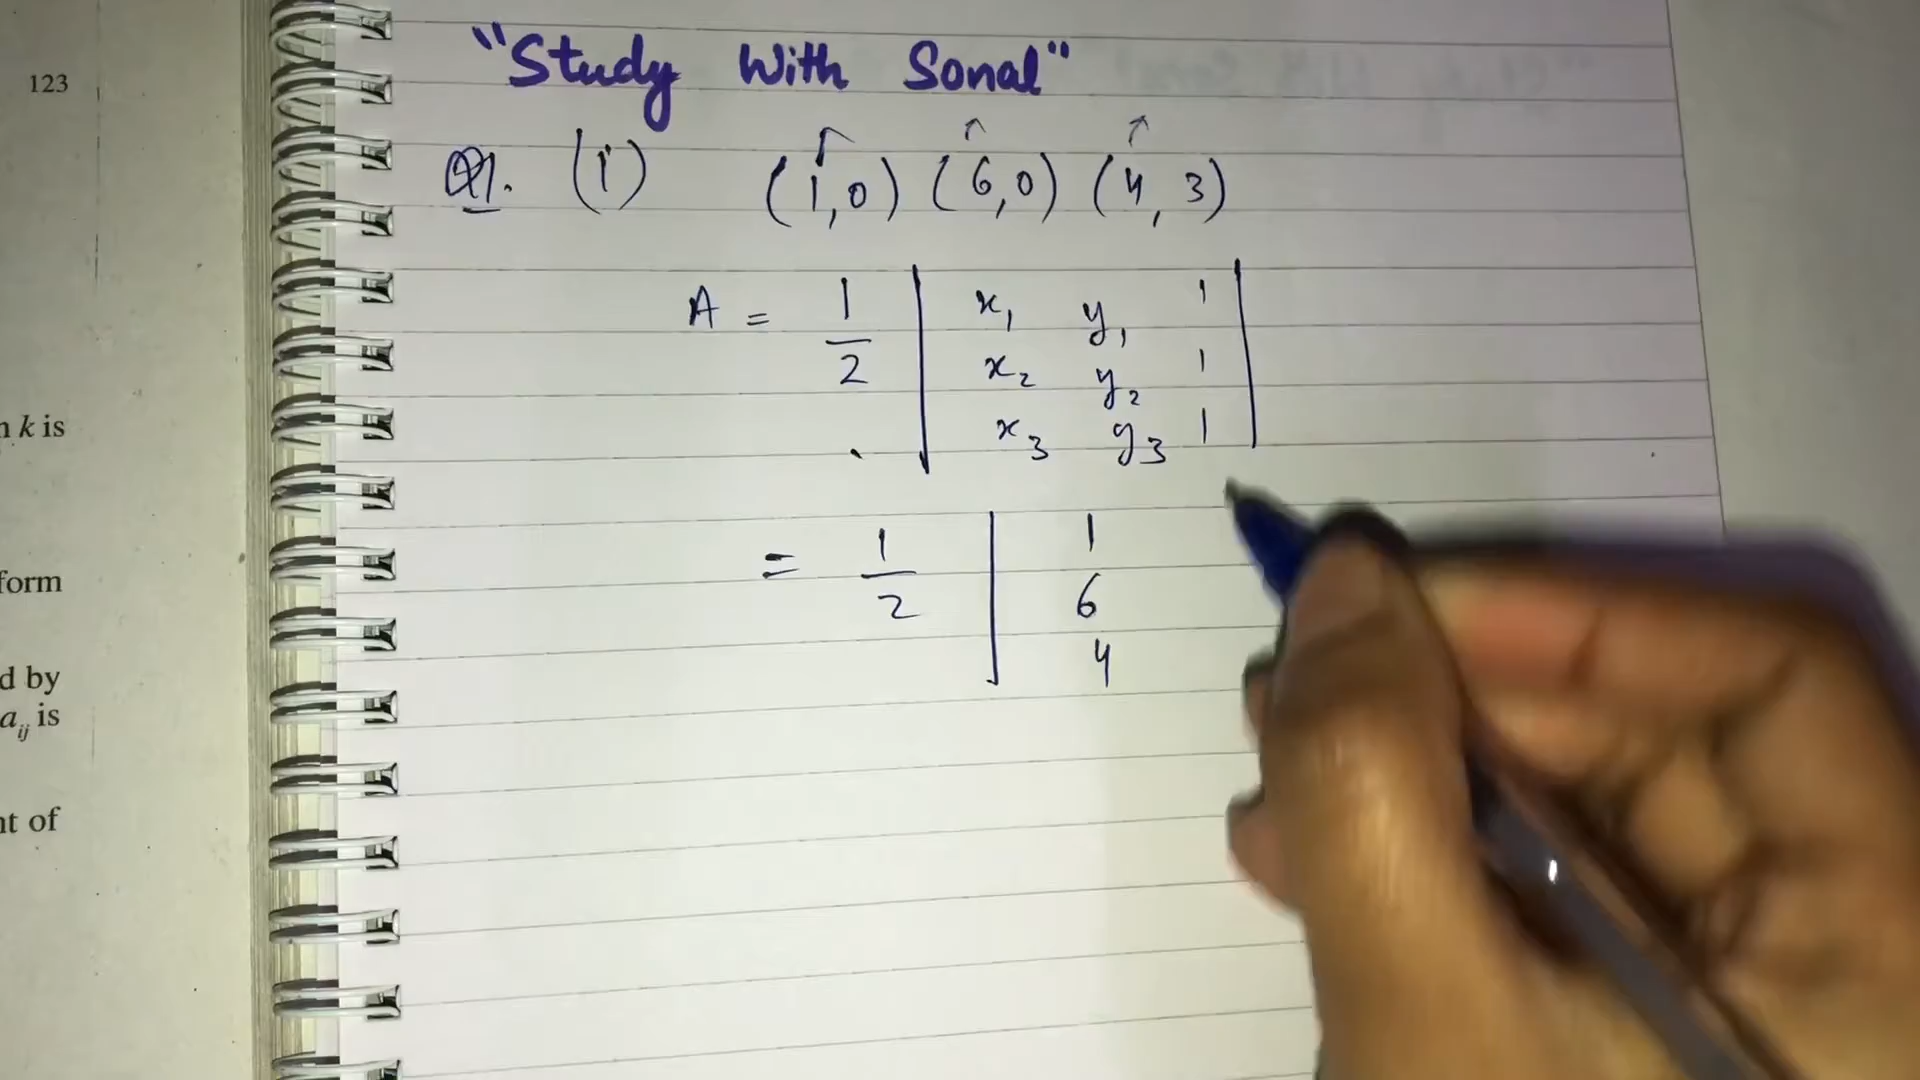 "Study With Sonal"
Q1. (i) (1,0) (6,0) (4,3)
A = 1/2 | x₁ y₁ 1 |
| x₂ y₂ 1 |
| x₃ y₃ 1 |
= 1/2 | 1
6
4
123
k is
form
d by
aᵢⱼ is
of